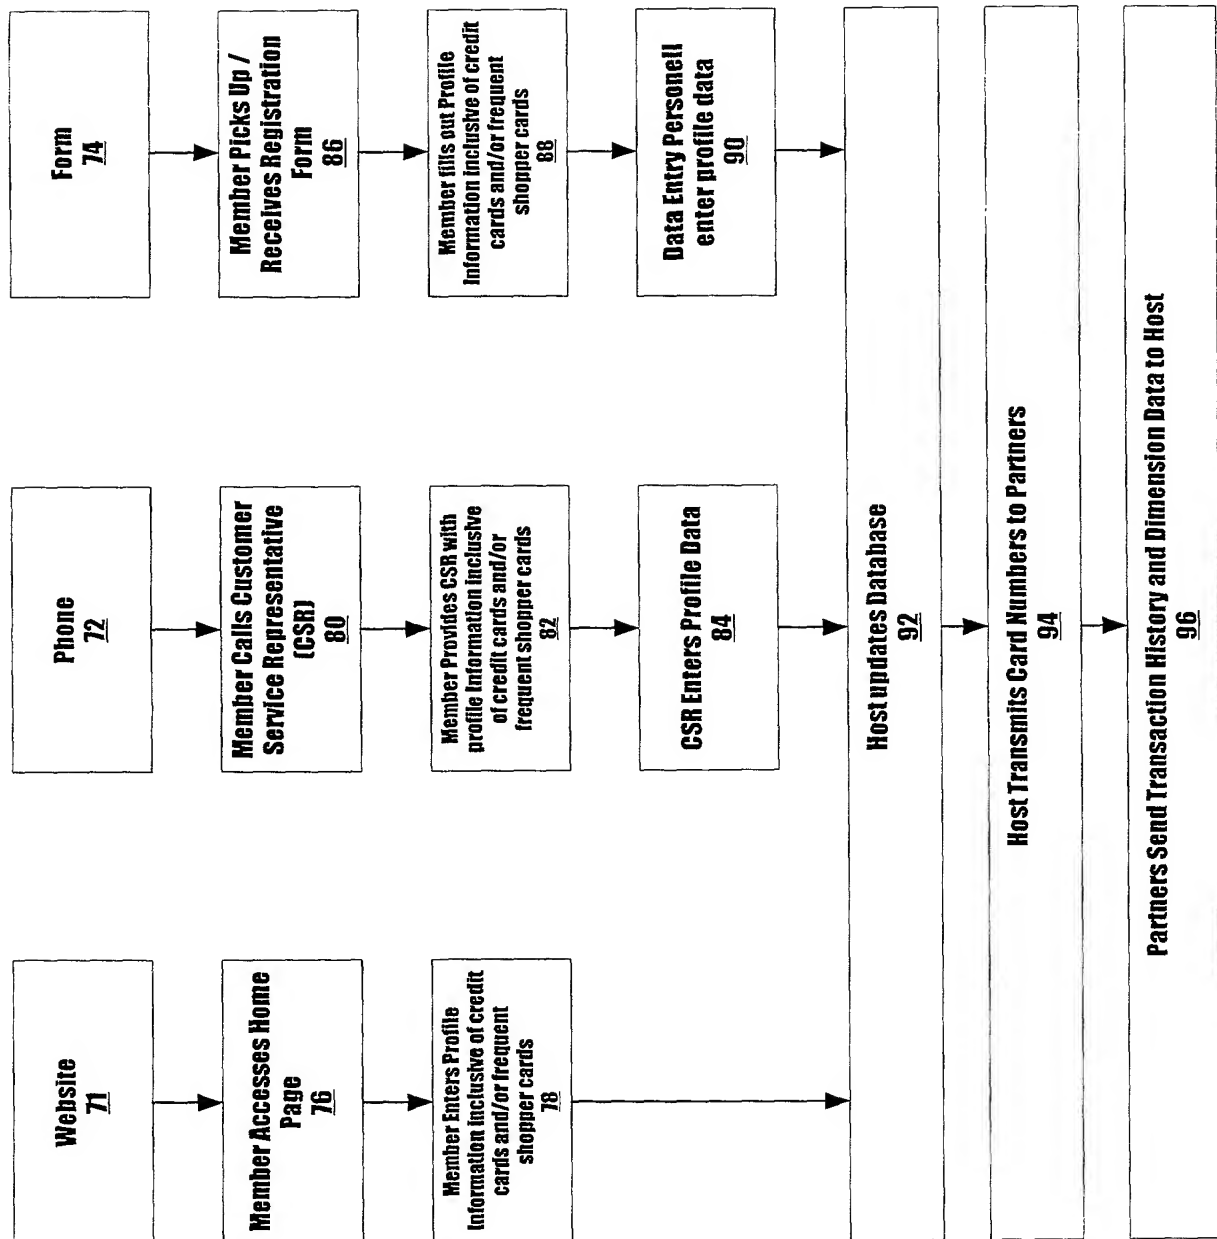 Website
71
Member Accesses Home
Page
76
Member Enters Profile
Information inclusive of credit
cards and/or frequent
shopper cards
78
Phone
72
Member Calls Customer
Service Representative
(CSR)
80
Member Provides CSR with
profile Information inclusive
of credit cards and/or
frequent shopper cards
82
CSR Enters Profile Data
84
Form
74
Member Picks Up /
Receives Registration
Form
86
Member fills out Profile
Information inclusive of credit
cards and/or frequent
shopper cards
88
Data Entry Personell
enter profile data
90
Host updates Database
92
Host Transmits Card Numbers to Partners
94
Partners Send Transaction History and Dimension Data to Host
96